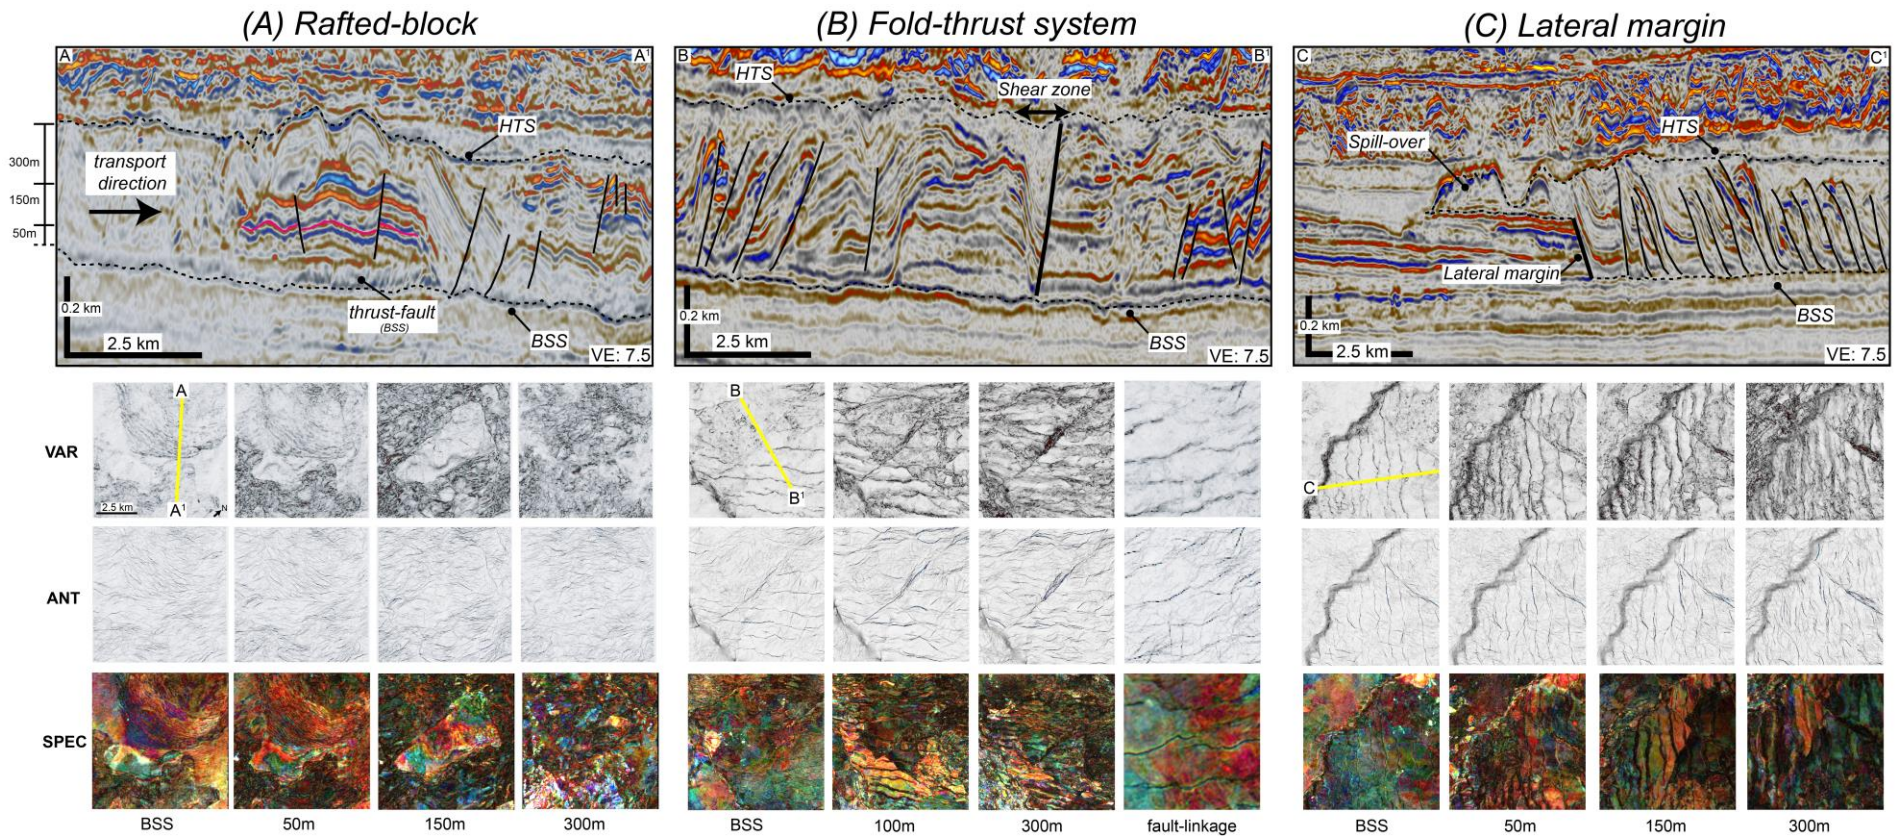 (A) Rafted-block
(B) Fold-thrust system
(C) Lateral margin
A
A¹
HTS
transport
direction
300m
150m
50m
thrust-fault
(BSS)
BSS
0.2 km
2.5 km
VE: 7.5
B
B¹
HTS
Shear zone
BSS
0.2 km
2.5 km
VE: 7.5
C
C¹
HTS
Spill-over
Lateral margin
BSS
0.2 km
2.5 km
VE: 7.5
VAR
A
A¹
2.5 km
N
B
B¹
C
ANT
SPEC
BSS
50m
150m
300m
BSS
100m
300m
fault-linkage
BSS
50m
150m
300m